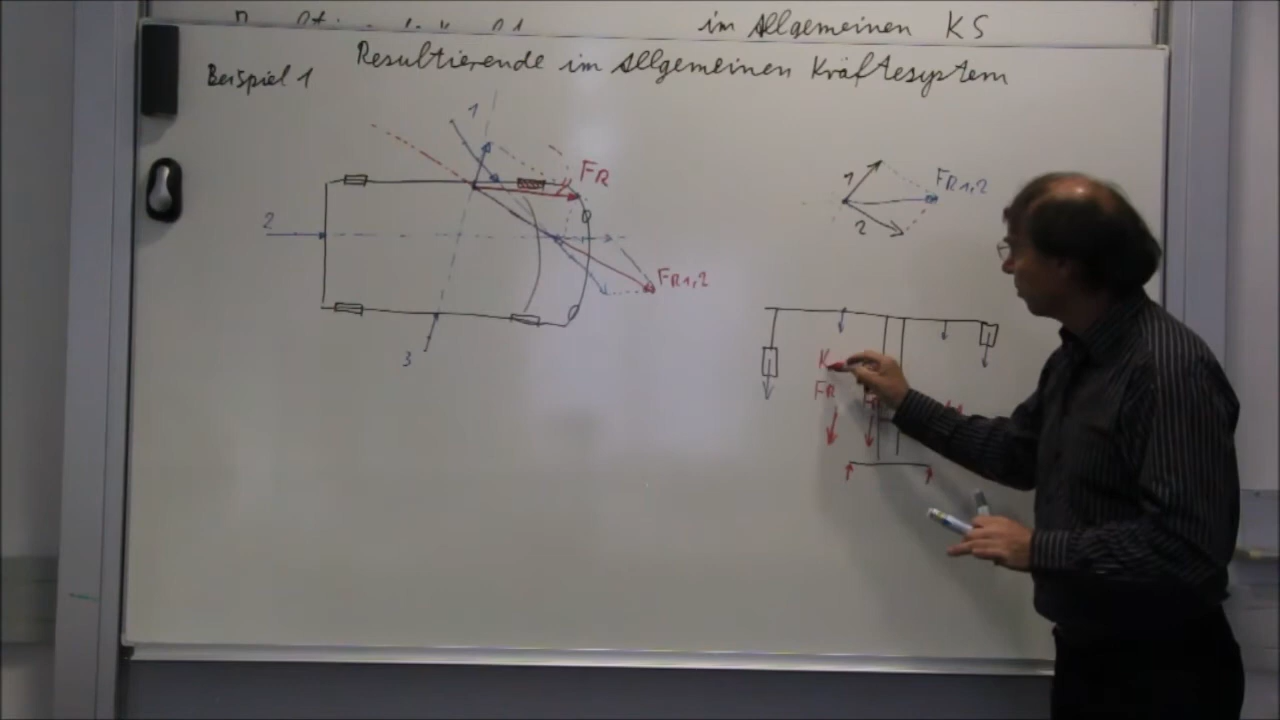 im Allgemeinen KS
Resultierende im Allgemeinen Kräftesystem
Beispiel 1
1
FR
2
FR1,2
3
1
FR1,2
2
K
FR